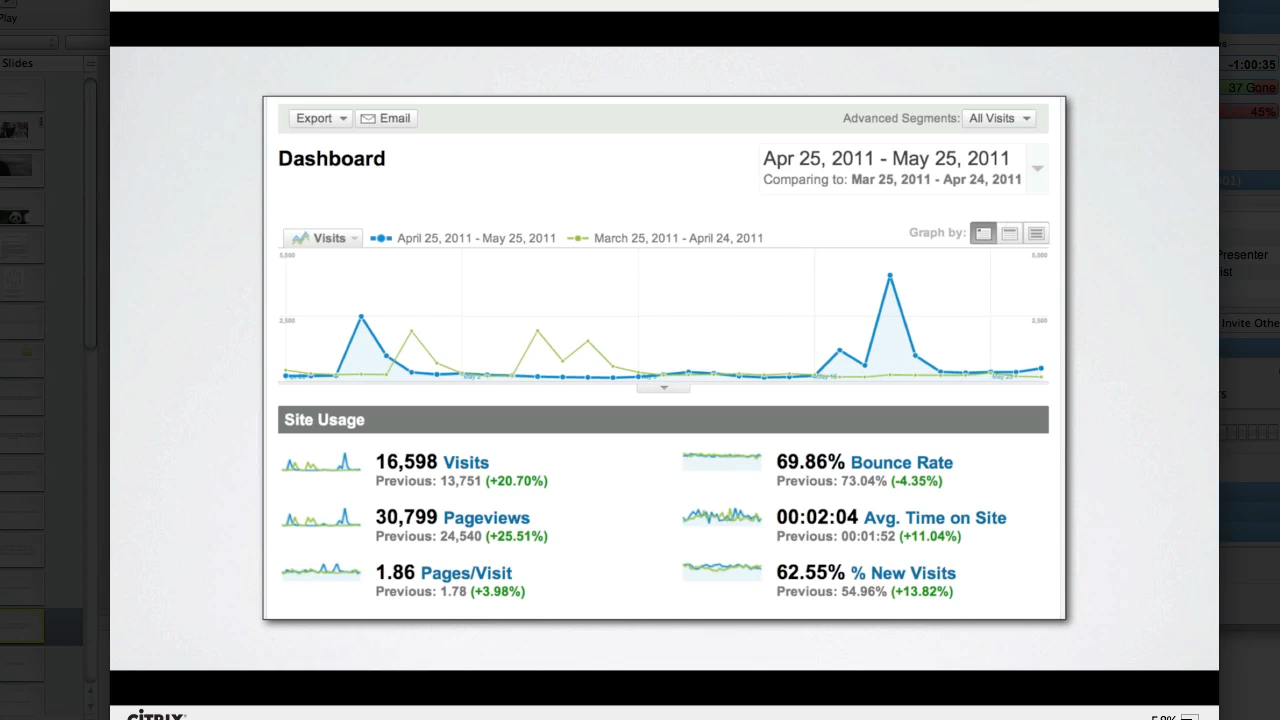 Play
Slides
-1:00:35
37 Gone
45%
Presenter
Invite Othe
Export
Email
Advanced Segments: All Visits
Dashboard
Apr 25, 2011 - May 25, 2011
Comparing to: Mar 25, 2011 - Apr 24, 2011
Visits
April 25, 2011 - May 25, 2011
March 25, 2011 - April 24, 2011
Graph by:
5,000
5,000
2,500
2,500
Site Usage
16,598 Visits
Previous: 13,751 (+20.70%)
30,799 Pageviews
Previous: 24,540 (+25.51%)
1.86 Pages/Visit
Previous: 1.78 (+3.98%)
69.86% Bounce Rate
Previous: 73.04% (-4.35%)
00:02:04 Avg. Time on Site
Previous: 00:01:52 (+11.04%)
62.55% % New Visits
Previous: 54.96% (+13.82%)
CITRIX